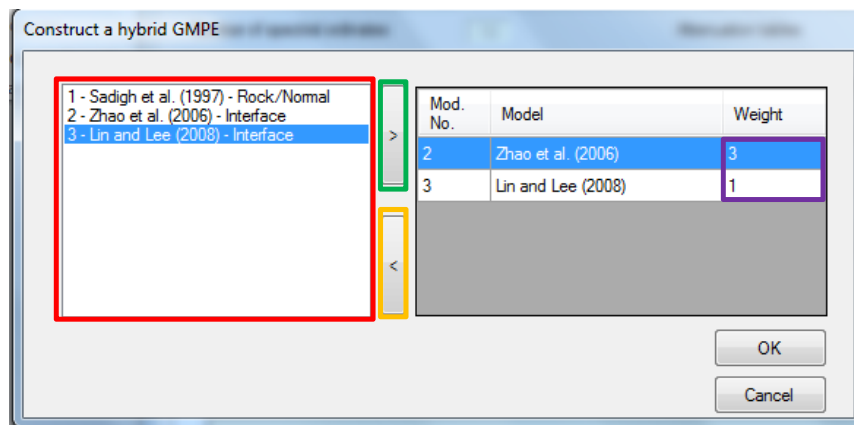 Construct a hybrid GMPE
1 - Sadigh et al. (1997) - Rock/Normal
2 - Zhao et al. (2006) - Interface
3 - Lin and Lee (2008) - Interface
>
<
Mod. No. Model Weight
2 Zhao et al. (2006) 3
3 Lin and Lee (2008) 1
OK
Cancel